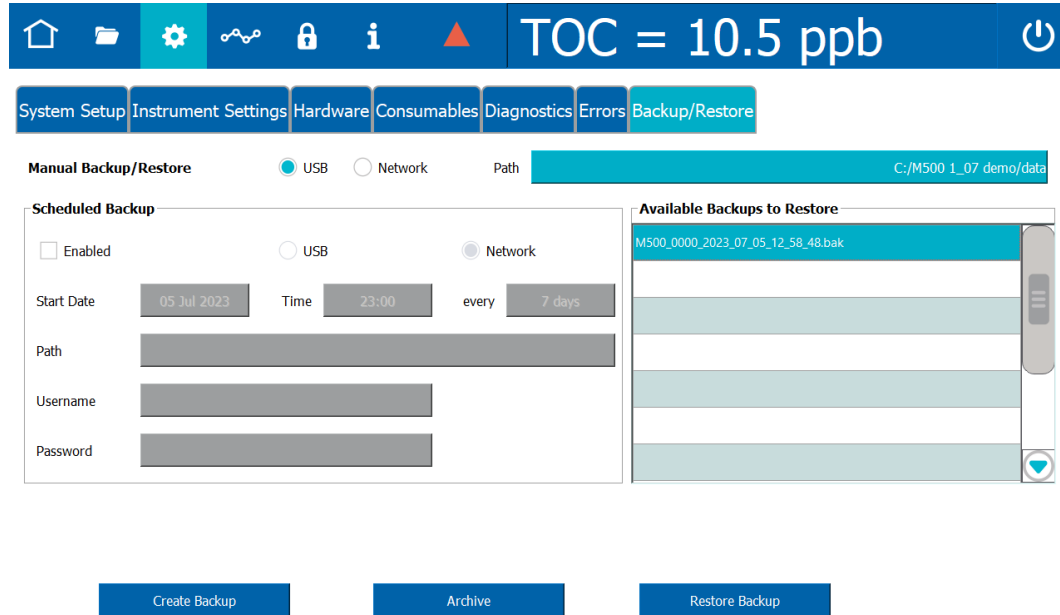 TOC = 10.5 ppb
System Setup Instrument Settings Hardware Consumables Diagnostics Errors Backup/Restore
Manual Backup/Restore USB Network Path C:/M500 1_07 demo/data
Scheduled Backup
Enabled USB Network
Start Date 05 Jul 2023 Time 23:00 every 7 days
Path
Username
Password
Available Backups to Restore
M500_0000_2023_07_05_12_58_48.bak
Create Backup Archive Restore Backup